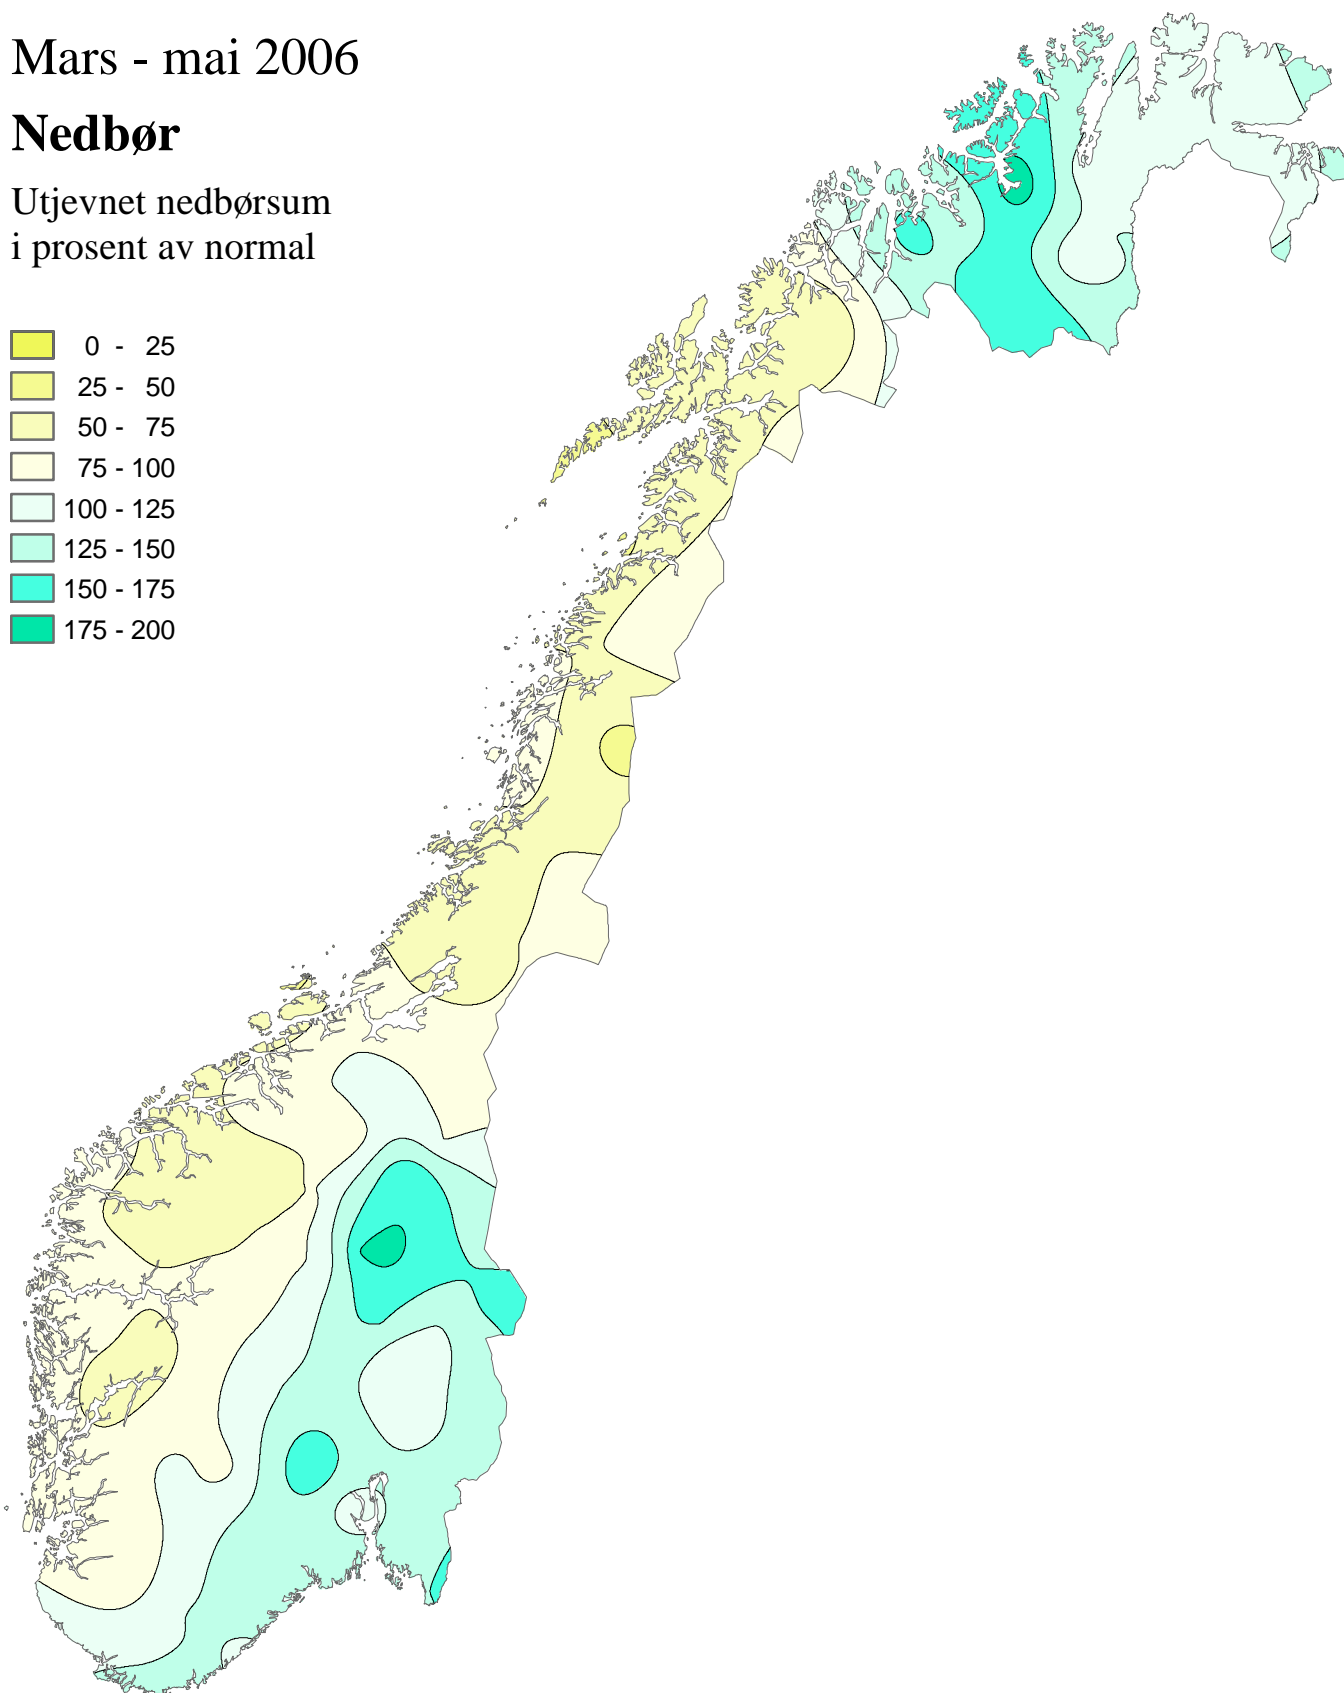 Mars - mai 2006
Nedbør
Utjevnet nedbørsum
i prosent av normal
0 - 25
25 - 50
50 - 75
75 - 100
100 - 125
125 - 150
150 - 175
175 - 200